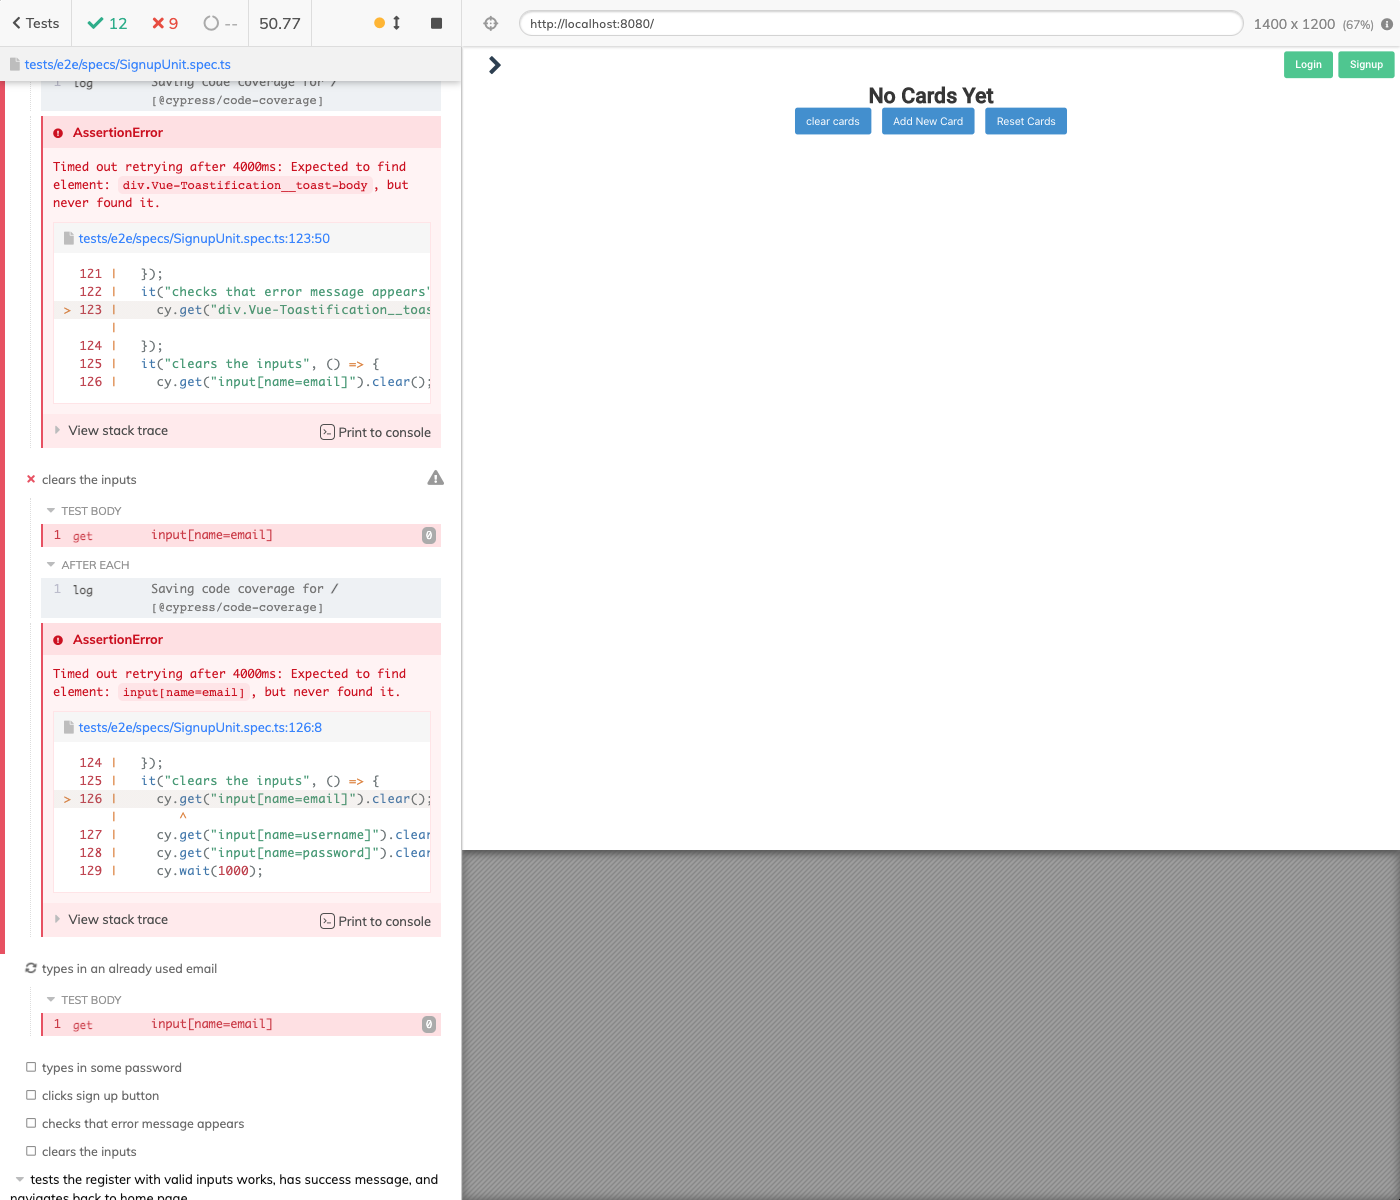 Tests 12 9 -- 50.77
tests/e2e/specs/SignupUnit.spec.ts
1 log Saving code coverage for /
[@cypress/code-coverage]
AssertionError
Timed out retrying after 4000ms: Expected to find
element: div.Vue-Toastification__toast-body, but
never found it.
tests/e2e/specs/SignupUnit.spec.ts:123:50
121 | });
122 | it("checks that error message appears"
> 123 | cy.get("div.Vue-Toastification__toas
|
124 | });
125 | it("clears the inputs", () => {
126 | cy.get("input[name=email]").clear();
View stack trace Print to console
clears the inputs
TEST BODY
1 get input[name=email] 0
AFTER EACH
1 log Saving code coverage for /
[@cypress/code-coverage]
AssertionError
Timed out retrying after 4000ms: Expected to find
element: input[name=email], but never found it.
tests/e2e/specs/SignupUnit.spec.ts:126:8
124 | });
125 | it("clears the inputs", () => {
> 126 | cy.get("input[name=email]").clear();
| ^
127 | cy.get("input[name=username]").clear
128 | cy.get("input[name=password]").clear
129 | cy.wait(1000);
View stack trace Print to console
types in an already used email
TEST BODY
1 get input[name=email] 0
types in some password
clicks sign up button
checks that error message appears
clears the inputs
tests the register with valid inputs works, has success message, and
navigates back to home page
http://localhost:8080/ 1400 x 1200 (67%)
Login Signup
No Cards Yet
clear cards Add New Card Reset Cards